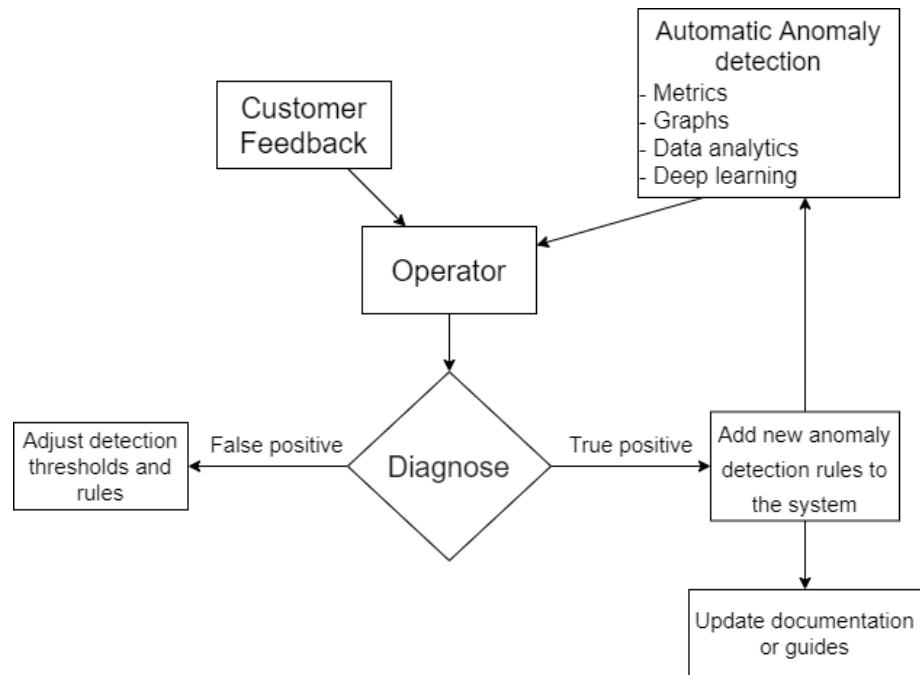 Automatic Anomaly
detection
- Metrics
- Graphs
- Data analytics
- Deep learning
Customer
Feedback
Operator
Diagnose
False positive
True positive
Adjust detection
thresholds and
rules
Add new anomaly
detection rules to
the system
Update documentation
or guides